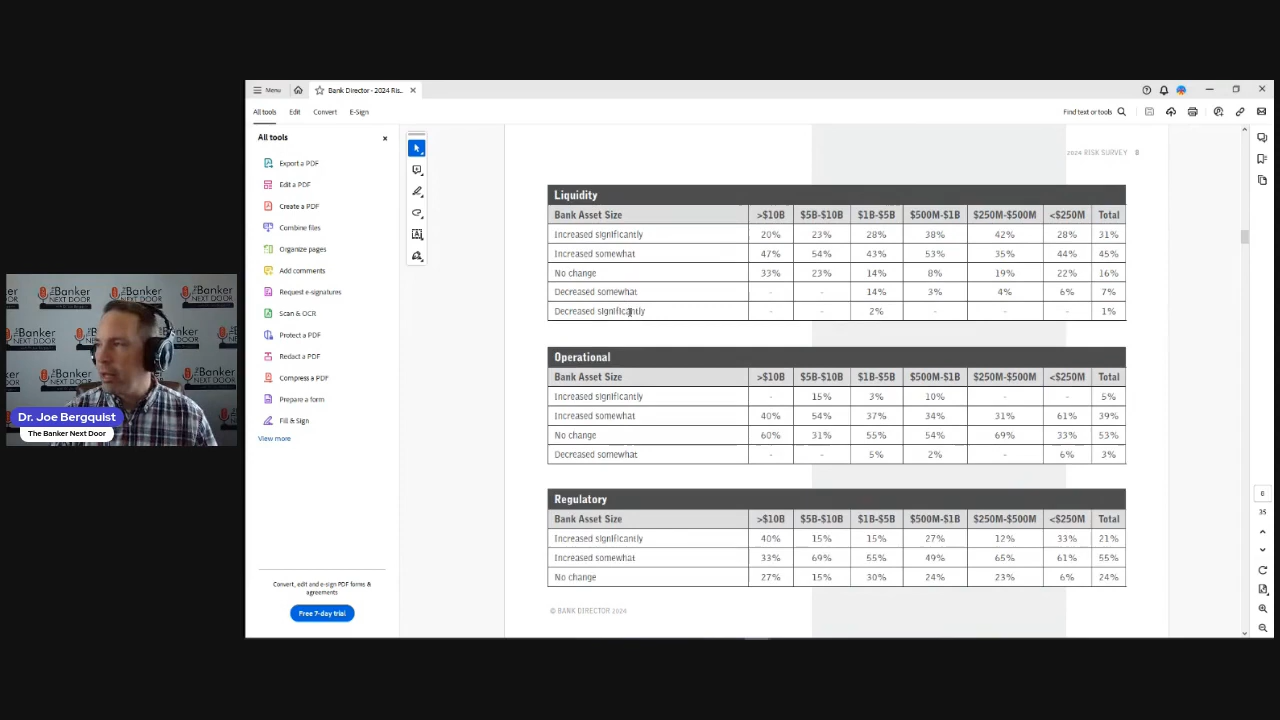 Menu
Bank Director - 2024 Ris...
All tools Edit Convert E-Sign
Find text or tools
All tools
Export a PDF
Edit a PDF
Create a PDF
Combine files
Organize pages
Add comments
Request e-signatures
Scan & OCR
Protect a PDF
Redact a PDF
Compress a PDF
Prepare a form
Fill & Sign
View more
Convert, edit and e-sign PDF forms &
agreements
Free 7-day trial
2024 RISK SURVEY 8
Liquidity
Bank Asset Size >$10B $5B-$10B $1B-$5B $500M-$1B $250M-$500M <$250M Total
Increased significantly 20% 23% 28% 38% 42% 28% 31%
Increased somewhat 47% 54% 43% 53% 35% 44% 45%
No change 33% 23% 14% 8% 19% 22% 16%
Decreased somewhat - - 14% 3% 4% 6% 7%
Decreased significantly - - 2% - - - 1%
Operational
Bank Asset Size >$10B $5B-$10B $1B-$5B $500M-$1B $250M-$500M <$250M Total
Increased significantly - 15% 3% 10% - - 5%
Increased somewhat 40% 54% 37% 34% 31% 61% 39%
No change 60% 31% 55% 54% 69% 33% 53%
Decreased somewhat - - 5% 2% - 6% 3%
Regulatory
Bank Asset Size >$10B $5B-$10B $1B-$5B $500M-$1B $250M-$500M <$250M Total
Increased significantly 40% 15% 15% 27% 12% 33% 21%
Increased somewhat 33% 69% 55% 49% 65% 61% 55%
No change 27% 15% 30% 24% 23% 6% 24%
© BANK DIRECTOR 2024
35
Banker
NEXT DOOR
Dr. Joe Bergquist
The Banker Next Door